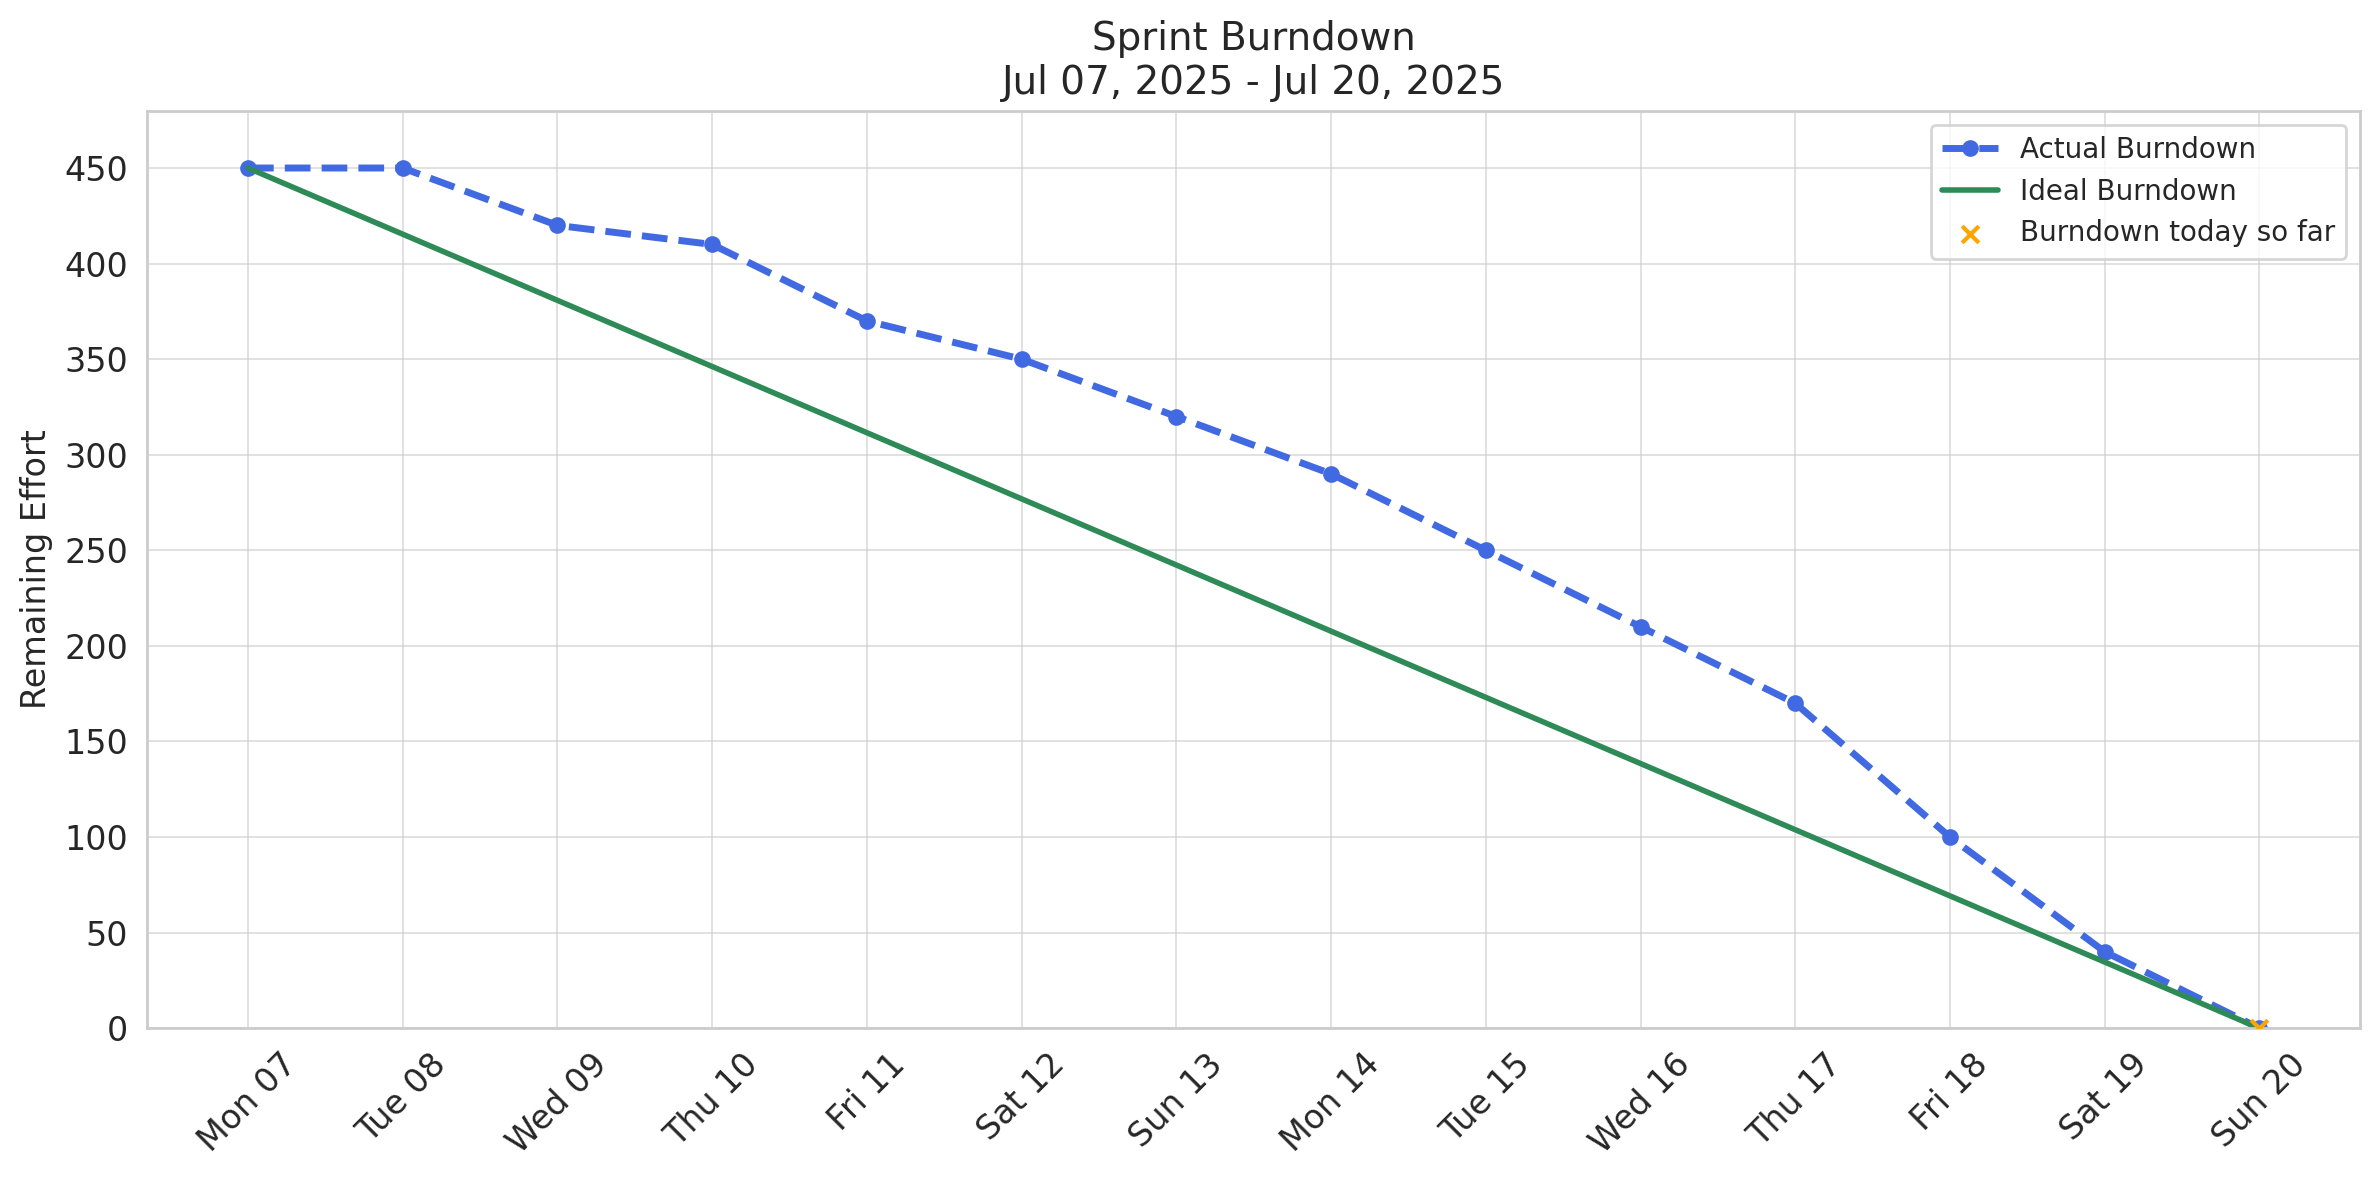 Sprint Burndown
Jul 07, 2025 - Jul 20, 2025
Actual Burndown
Ideal Burndown
Burndown today so far
Remaining Effort
450
400
350
300
250
200
150
100
50
0
Mon 07
Tue 08
Wed 09
Thu 10
Fri 11
Sat 12
Sun 13
Mon 14
Tue 15
Wed 16
Thu 17
Fri 18
Sat 19
Sun 20